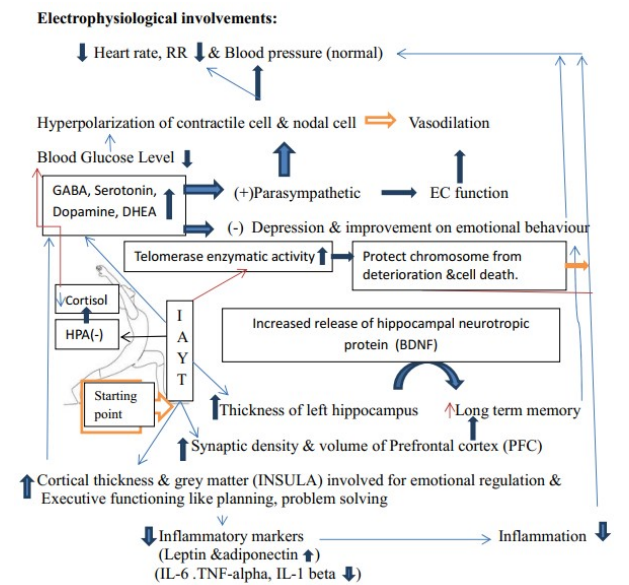 Electrophysiological involvements:
Heart rate, RR & Blood pressure (normal)
Hyperpolarization of contractile cell & nodal cell Vasodilation
Blood Glucose Level
GABA, Serotonin,
Dopamine, DHEA
(+)Parasympathetic EC function
(-) Depression & improvement on emotional behaviour
Telomerase enzymatic activity
Protect chromosome from
deterioration &cell death.
Cortisol
HPA(-)
I
A
Y
T
Increased release of hippocampal neurotropic
protein (BDNF)
Starting
point
Thickness of left hippocampus Long term memory
Synaptic density & volume of Prefrontal cortex (PFC)
Cortical thickness & grey matter (INSULA) involved for emotional regulation &
Executive functioning like planning, problem solving
Inflammatory markers Inflammation
(Leptin &adiponectin )
(IL-6 .TNF-alpha, IL-1 beta )